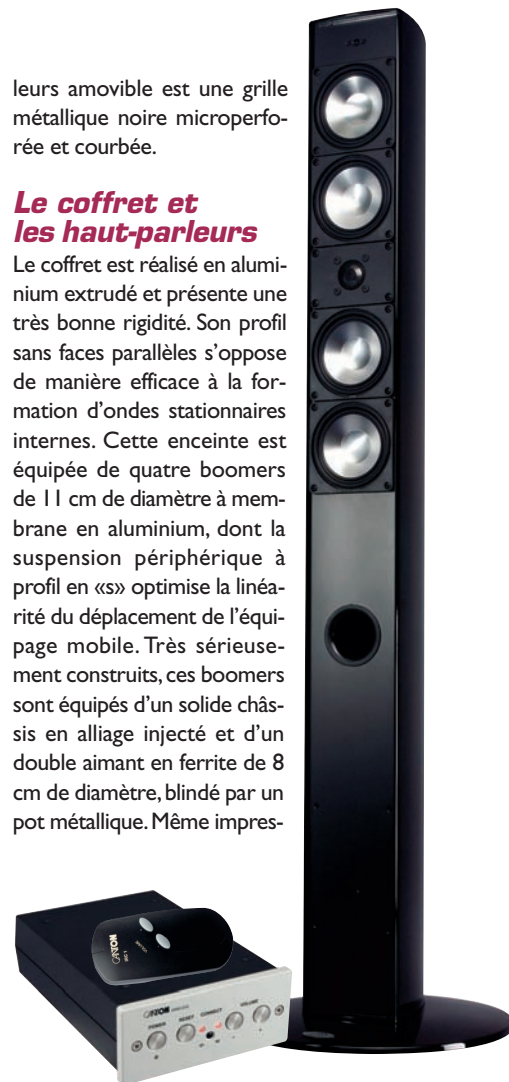 leurs amovible est une grille
métallique noire microperfo-
rée et courbée.
Le coffret et
les haut-parleurs
Le coffret est réalisé en alumi-
nium extrudé et présente une
très bonne rigidité. Son profil
sans faces parallèles s’oppose
de manière efficace à la for-
mation d’ondes stationnaires
internes. Cette enceinte est
équipée de quatre boomers
de 11 cm de diamètre à mem-
brane en aluminium, dont la
suspension périphérique à
profil en «s» optimise la linéa-
rité du déplacement de l’équi-
page mobile. Très sérieuse-
ment construits, ces boomers
sont équipés d’un solide châs-
sis en alliage injecté et d’un
double aimant en ferrite de 8
cm de diamètre, blindé par un
pot métallique. Même impres-
VOLUME
CANTON
CANTON
POWER RESET CONNECT VOLUME